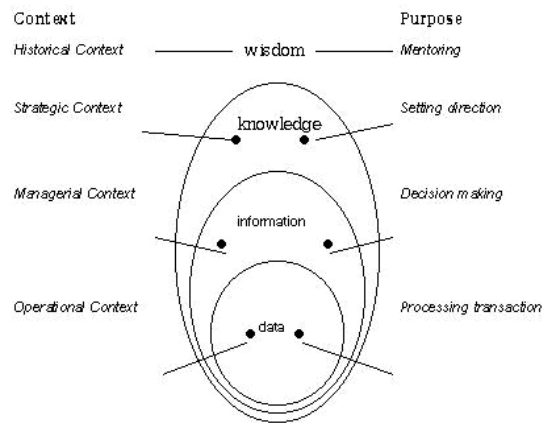 Context Purpose
Historical Context wisdom Mentoring
Strategic Context knowledge Setting direction
Managerial Context Decision making
information
Operational Context Processing transaction
data